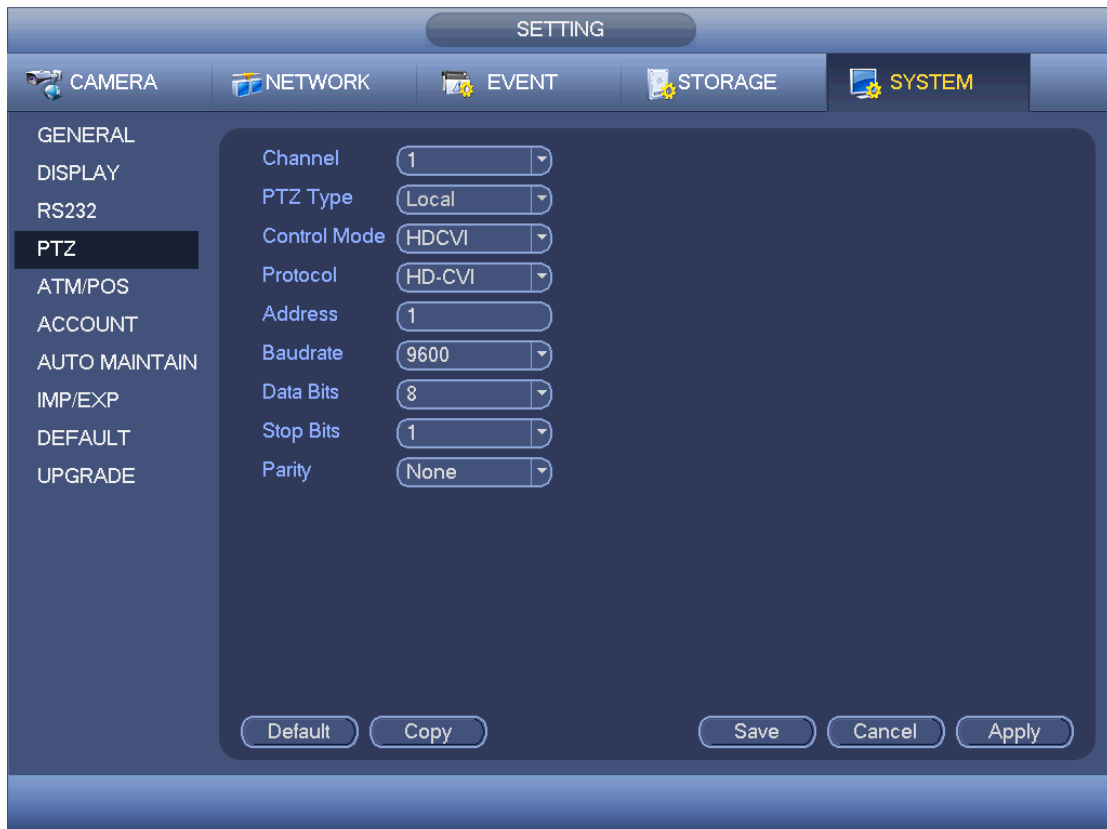 SETTING
CAMERA NETWORK EVENT STORAGE SYSTEM
GENERAL
DISPLAY
RS232
PTZ
ATM/POS
ACCOUNT
AUTO MAINTAIN
IMP/EXP
DEFAULT
UPGRADE
Channel 1
PTZ Type Local
Control Mode HDCVI
Protocol HD-CVI
Address 1
Baudrate 9600
Data Bits 8
Stop Bits 1
Parity None
Default Copy Save Cancel Apply